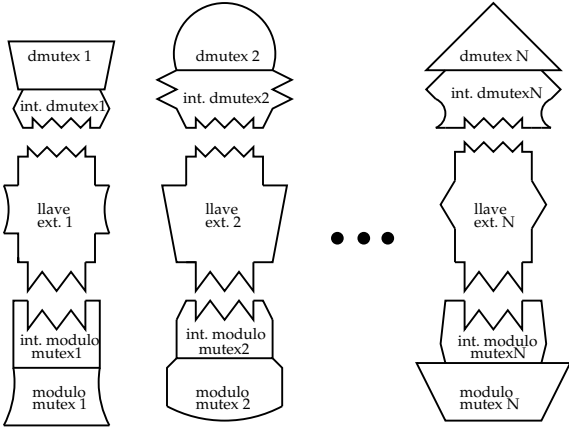 dmutex 1
int. dmutex1
llave
ext. 1
int. modulo
mutex1
modulo
mutex 1
dmutex 2
int. dmutex2
llave
ext. 2
int. modulo
mutex2
modulo
mutex 2
dmutex N
int. dmutexN
llave
ext. N
int. modulo
mutexN
modulo
mutex N